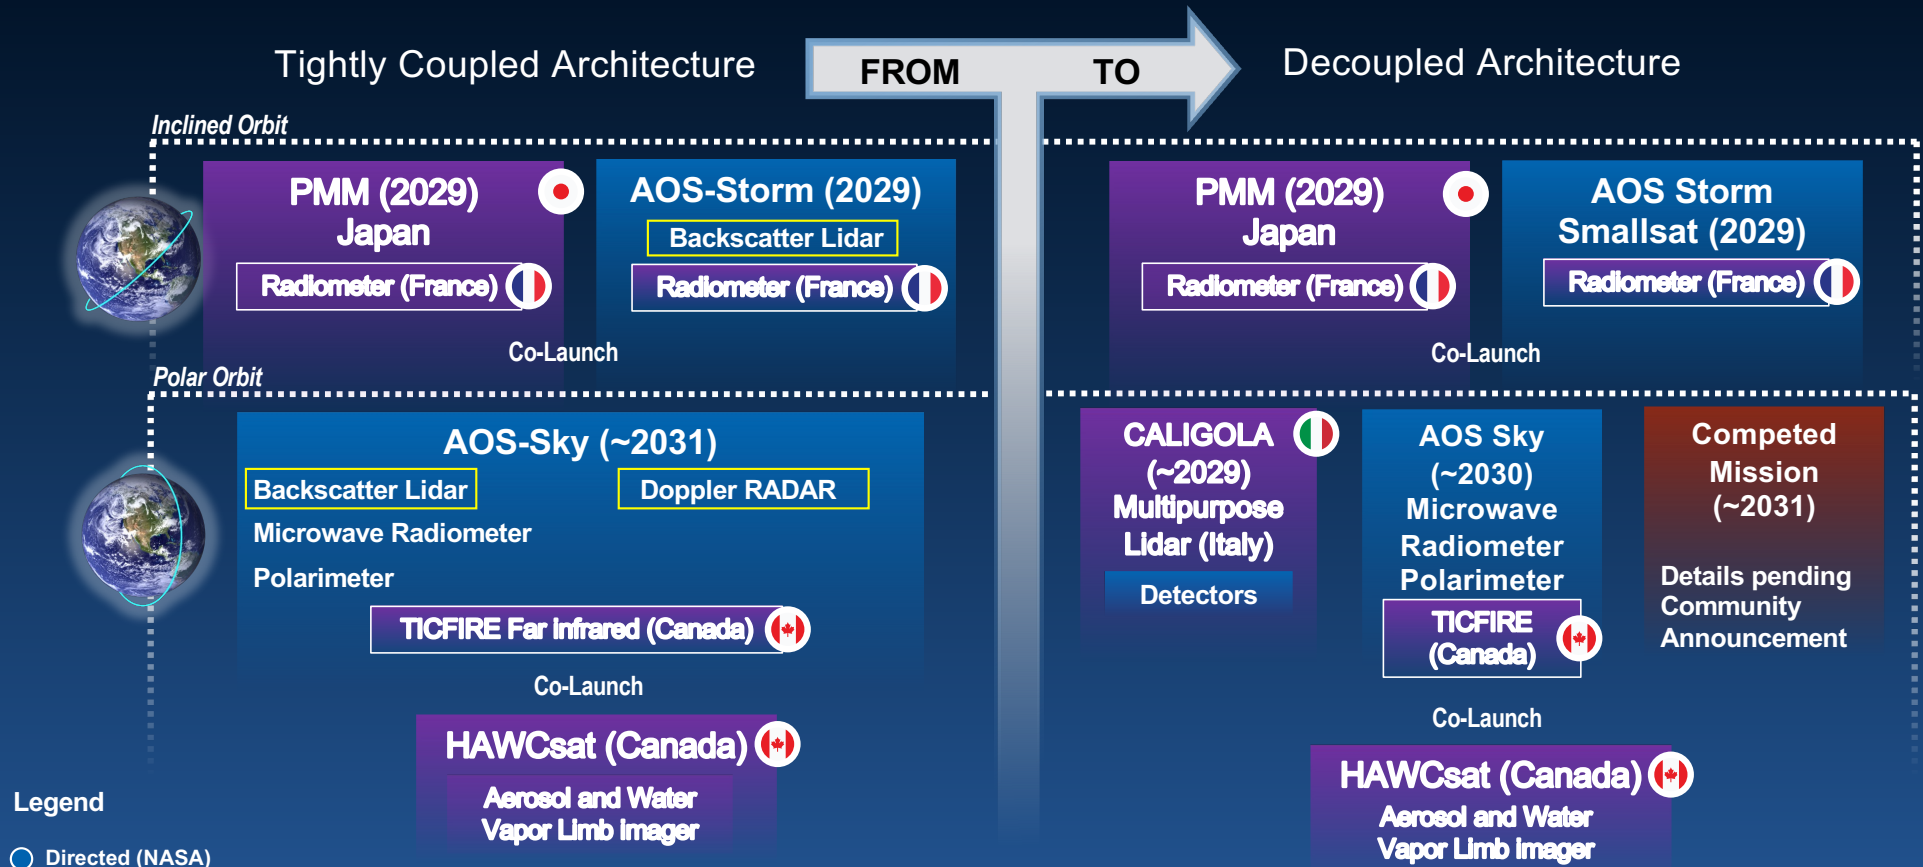 Tightly Coupled Architecture
FROM
TO
Decoupled Architecture
Inclined Orbit
PMM (2029)
Japan
Radiometer (France)
AOS-Storm (2029)
Backscatter Lidar
Radiometer (France)
Co-Launch
PMM (2029)
Japan
Radiometer (France)
AOS Storm
Smallsat (2029)
Radiometer (France)
Co-Launch
Polar Orbit
AOS-Sky (~2031)
Backscatter Lidar
Doppler RADAR
Microwave Radiometer
Polarimeter
TICFIRE Far infrared (Canada)
Co-Launch
HAWCsat (Canada)
Aerosol and Water
Vapor Limb imager
CALIGOLA
(~2029)
Multipurpose
Lidar (Italy)
Detectors
AOS Sky
(~2030)
Microwave
Radiometer
Polarimeter
TICFIRE
(Canada)
Competed
Mission
(~2031)
Details pending
Community
Announcement
Co-Launch
HAWCsat (Canada)
Aerosol and Water
Vapor Limb imager
Legend
Directed (NASA)